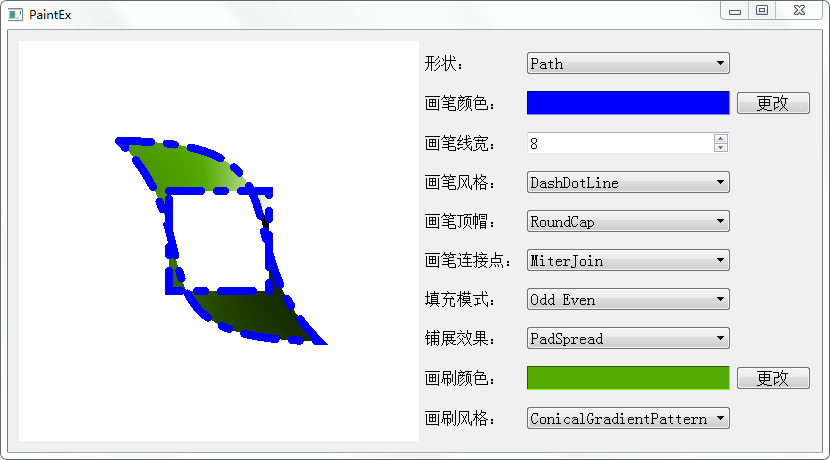 PaintEx
形状： Path
画笔颜色： 更改
画笔线宽： 8
画笔风格： DashDotLine
画笔顶帽： RoundCap
画笔连接点： MiterJoin
填充模式： Odd Even
铺展效果： PadSpread
画刷颜色： 更改
画刷风格： ConicalGradientPattern